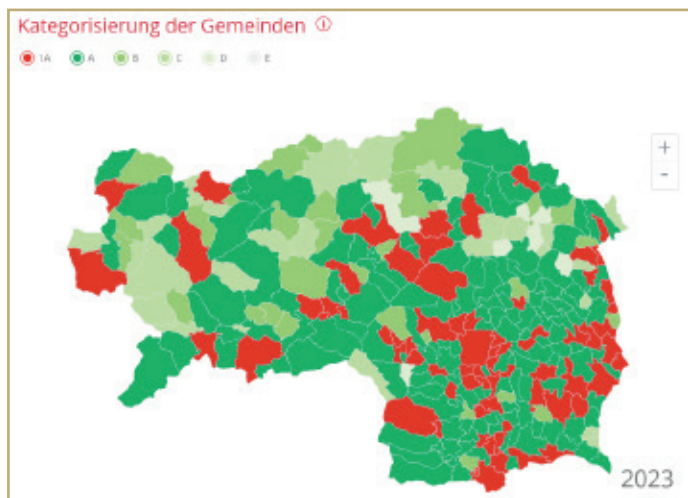 Kategorisierung der Gemeinden ⓘ
1A A B C D E
+
-
2023